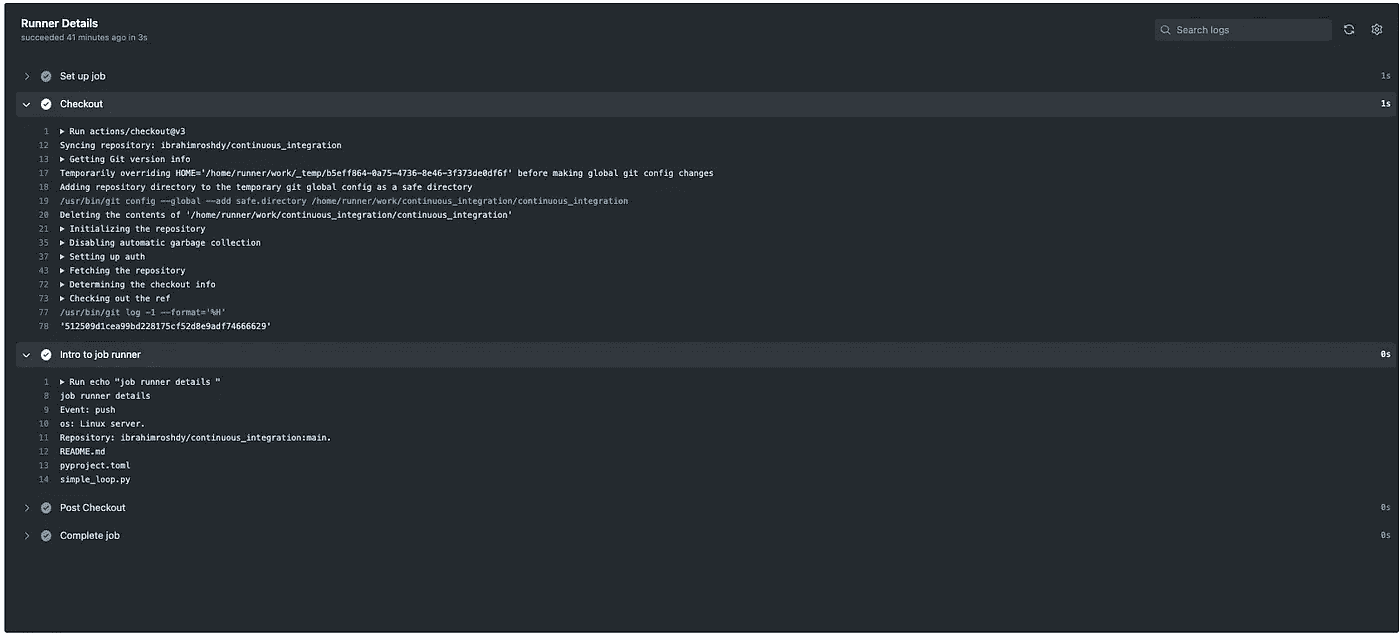 Runner Details
succeeded 41 minutes ago in 3s
Search logs
Set up job 1s
Checkout 1s
1 ▶ Run actions/checkout@v3
12 Syncing repository: ibrahimroshdy/continuous_integration
13 ▶ Getting Git version info
17 Temporarily overriding HOME='/home/runner/work/_temp/b5eff864-0a75-4736-8e46-3f373de0df6f' before making global git config changes
18 Adding repository directory to the temporary git global config as a safe directory
19 /usr/bin/git config --global --add safe.directory /home/runner/work/continuous_integration/continuous_integration
20 Deleting the contents of '/home/runner/work/continuous_integration/continuous_integration'
21 ▶ Initializing the repository
35 ▶ Disabling automatic garbage collection
37 ▶ Setting up auth
43 ▶ Fetching the repository
72 ▶ Determining the checkout info
73 ▶ Checking out the ref
77 /usr/bin/git log -1 --format='%H'
78 '512509d1cea99bd228175cf52d8e9adf74666629'
Intro to job runner 0s
1 ▶ Run echo "job runner details "
8 job runner details
9 Event: push
10 os: Linux server.
11 Repository: ibrahimroshdy/continuous_integration:main.
12 README.md
13 pyproject.toml
14 simple_loop.py
Post Checkout 0s
Complete job 0s